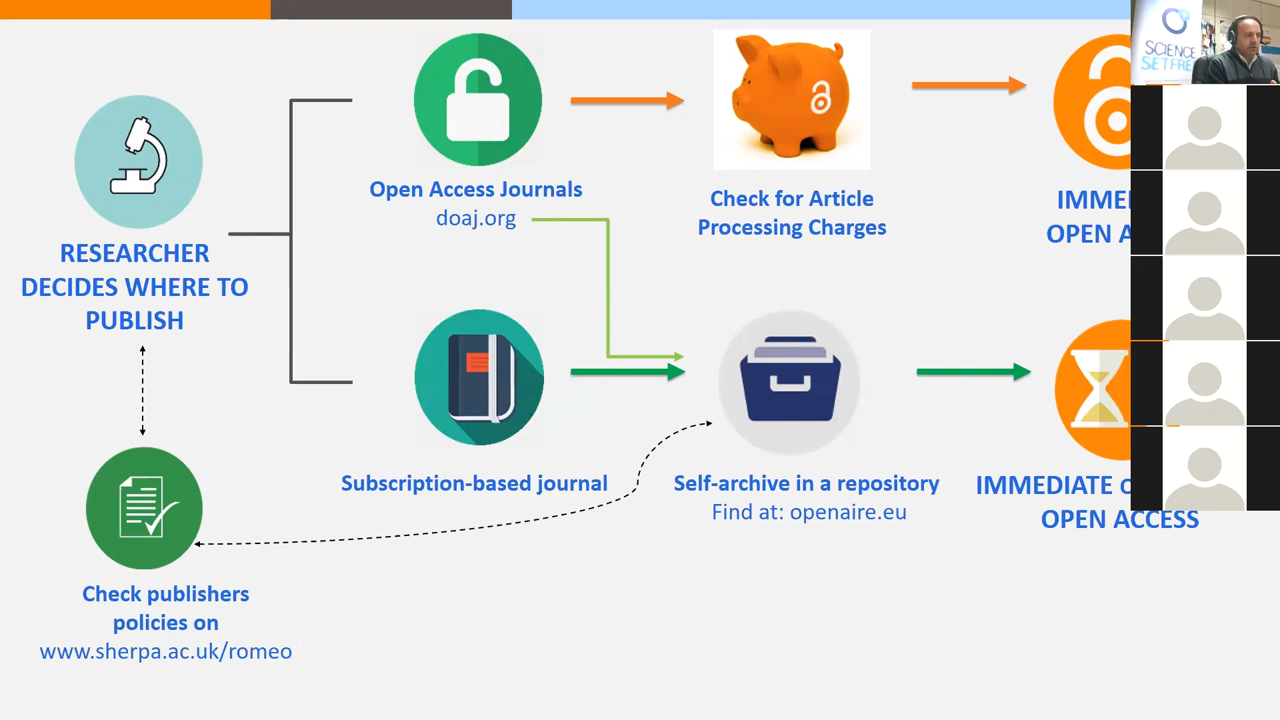 RESEARCHER
DECIDES WHERE TO
PUBLISH
Check publishers
policies on
www.sherpa.ac.uk/romeo
Open Access Journals
doaj.org
Check for Article
Processing Charges
OPEN
Subscription-based journal
Self-archive in a repository
Find at: openaire.eu
IMMEDIATE
OPEN ACCESS
SCIENCE